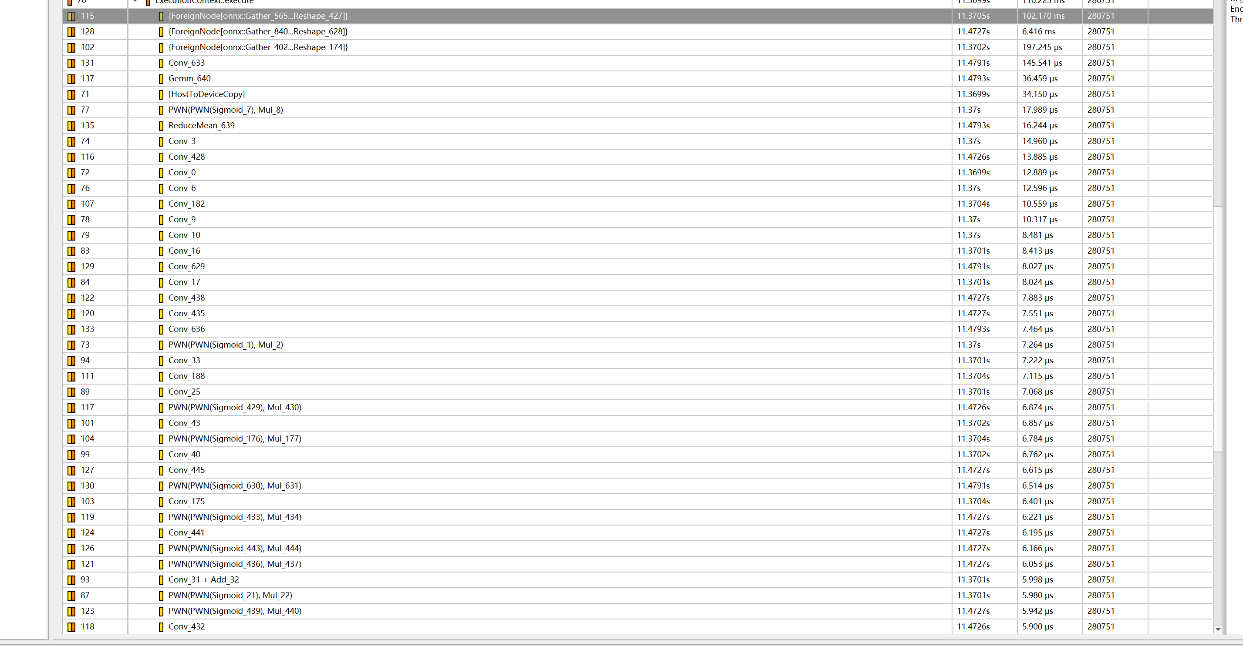 76 ExecutionContext::execute 11.3699s 110.225 ms 280751
115 {ForeignNode[onnx::Gather_565...Reshape_427]} 11.3705s 102.170 ms 280751
128 {ForeignNode[onnx::Gather_840...Reshape_628]} 11.4727s 6.416 ms 280751
102 {ForeignNode[onnx::Gather_402...Reshape_174]} 11.3702s 197.245 μs 280751
131 Conv_633 11.4791s 145.541 μs 280751
137 Gemm_640 11.4793s 36.459 μs 280751
71 [HostToDeviceCopy] 11.3699s 34.150 μs 280751
77 PWN(PWN(Sigmoid_7), Mul_8) 11.37s 17.989 μs 280751
135 ReduceMean_639 11.4793s 16.244 μs 280751
74 Conv_3 11.37s 14.960 μs 280751
116 Conv_428 11.4726s 13.885 μs 280751
72 Conv_0 11.3699s 12.889 μs 280751
76 Conv_6 11.37s 12.596 μs 280751
107 Conv_182 11.3704s 10.559 μs 280751
78 Conv_9 11.37s 10.317 μs 280751
79 Conv_10 11.37s 8.481 μs 280751
83 Conv_16 11.3701s 8.413 μs 280751
129 Conv_629 11.4791s 8.027 μs 280751
84 Conv_17 11.3701s 8.024 μs 280751
122 Conv_438 11.4727s 7.883 μs 280751
120 Conv_435 11.4727s 7.551 μs 280751
133 Conv_636 11.4793s 7.464 μs 280751
73 PWN(PWN(Sigmoid_1), Mul_2) 11.37s 7.264 μs 280751
94 Conv_33 11.3701s 7.222 μs 280751
111 Conv_188 11.3704s 7.115 μs 280751
89 Conv_25 11.3701s 7.068 μs 280751
117 PWN(PWN(Sigmoid_429), Mul_430) 11.4726s 6.874 μs 280751
101 Conv_43 11.3702s 6.857 μs 280751
104 PWN(PWN(Sigmoid_176), Mul_177) 11.3704s 6.784 μs 280751
99 Conv_40 11.3702s 6.762 μs 280751
127 Conv_445 11.4727s 6.615 μs 280751
130 PWN(PWN(Sigmoid_630), Mul_631) 11.4791s 6.514 μs 280751
103 Conv_175 11.3704s 6.401 μs 280751
119 PWN(PWN(Sigmoid_433), Mul_434) 11.4727s 6.221 μs 280751
124 Conv_441 11.4727s 6.195 μs 280751
126 PWN(PWN(Sigmoid_443), Mul_444) 11.4727s 6.166 μs 280751
121 PWN(PWN(Sigmoid_436), Mul_437) 11.4727s 6.053 μs 280751
93 Conv_31 + Add_32 11.3701s 5.998 μs 280751
87 PWN(PWN(Sigmoid_21), Mul_22) 11.3701s 5.980 μs 280751
123 PWN(PWN(Sigmoid_439), Mul_440) 11.4727s 5.942 μs 280751
118 Conv_432 11.4726s 5.900 μs 280751